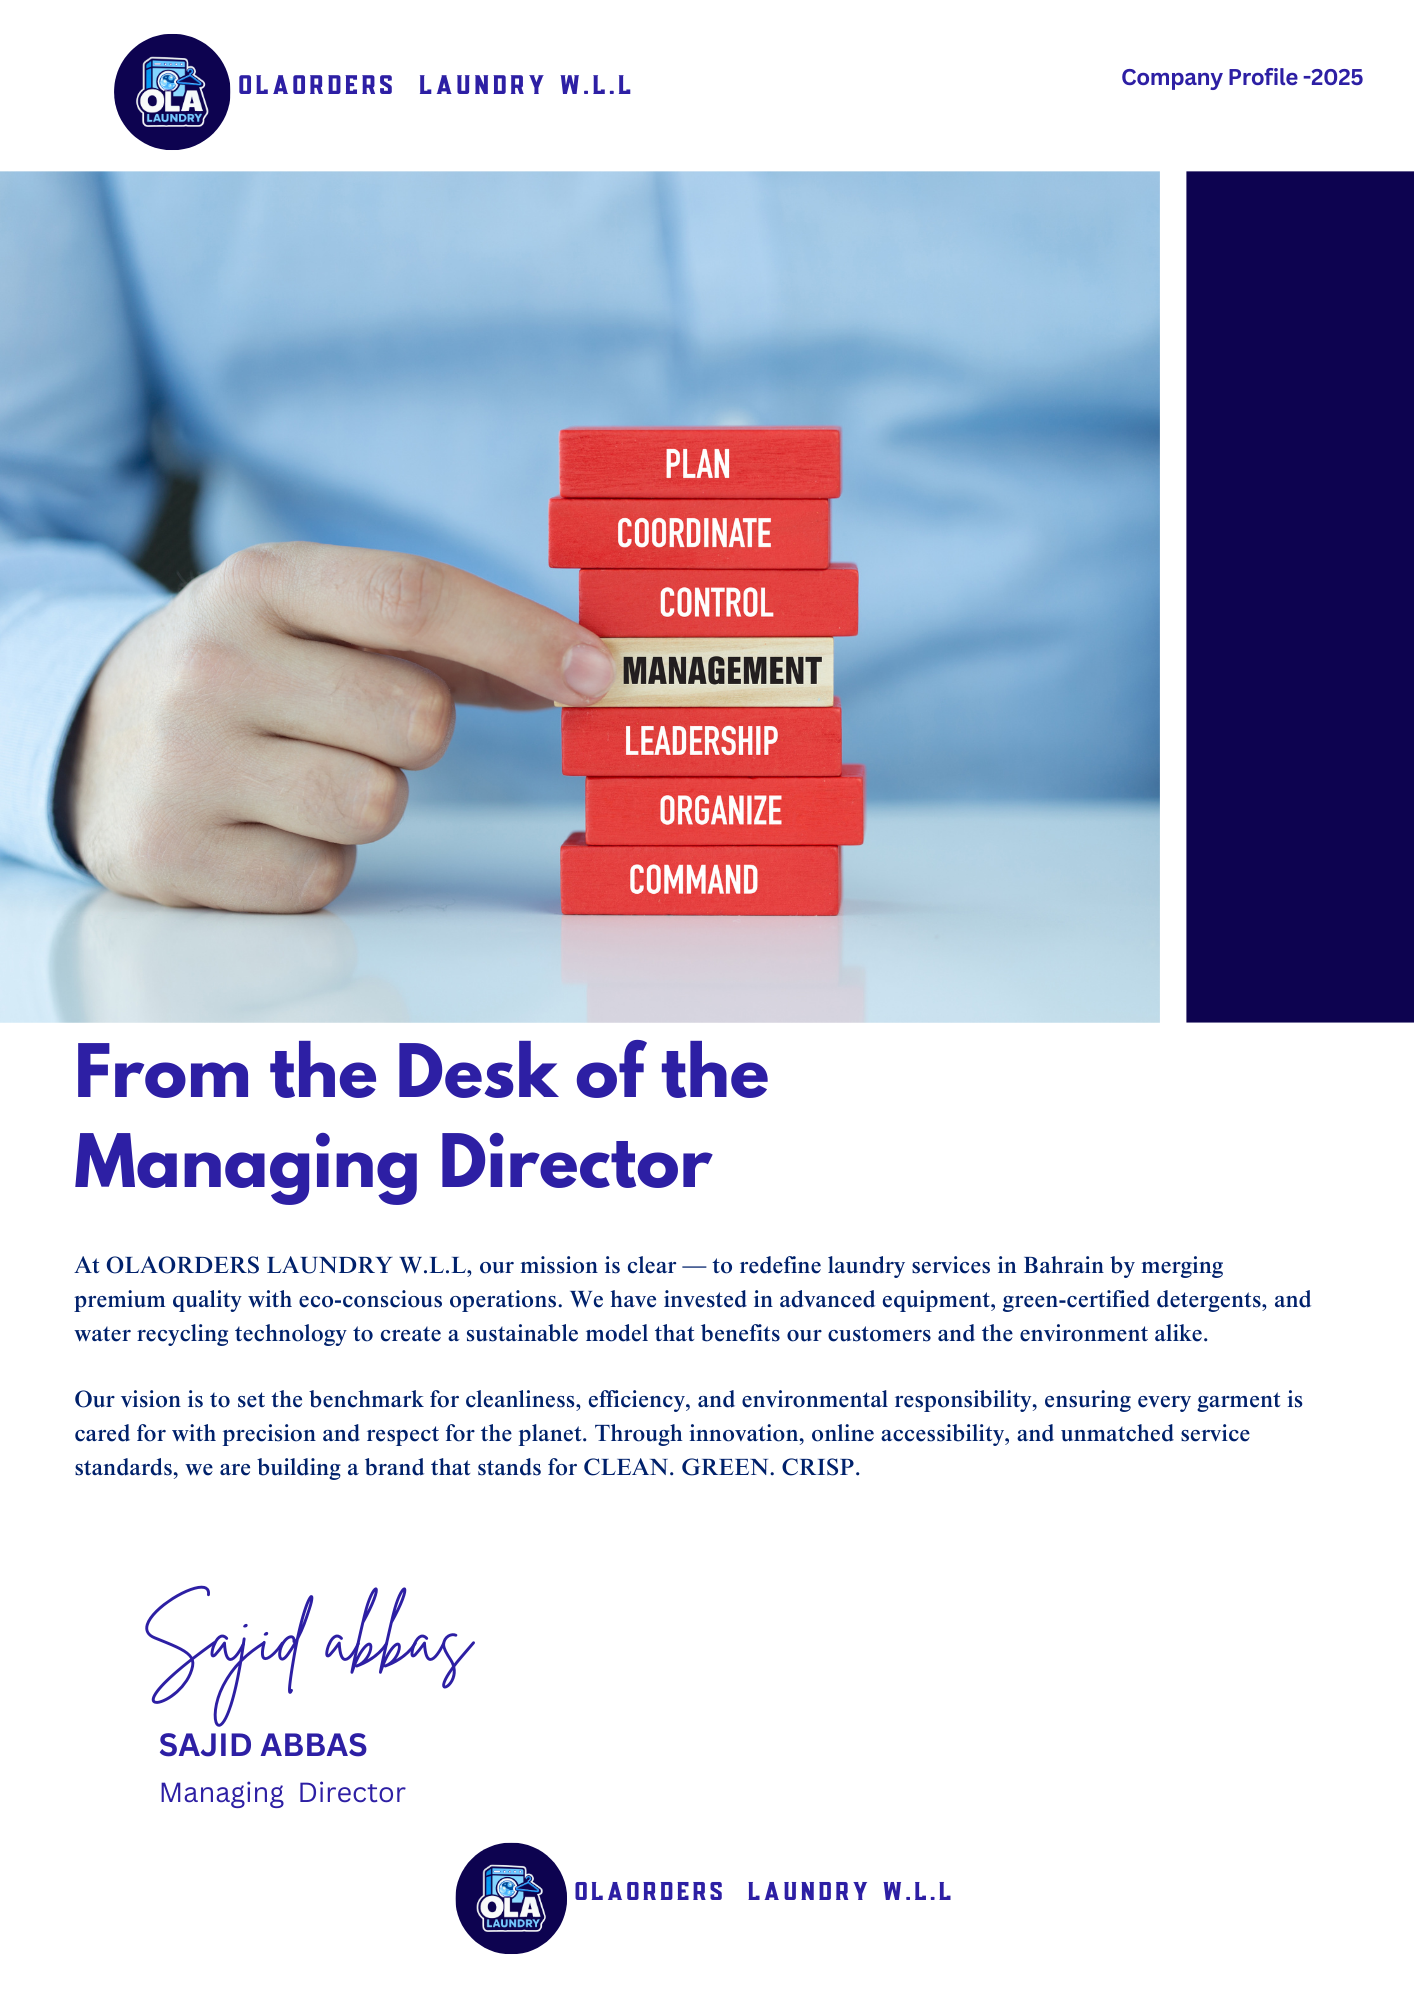 OLA
LAUNDRY
OLAORDERS LAUNDRY W.L.L
Company Profile -2025
PLAN
COORDINATE
CONTROL
MANAGEMENT
LEADERSHIP
ORGANIZE
COMMAND
From the Desk of the
Managing Director
At OLAORDERS LAUNDRY W.L.L, our mission is clear — to redefine laundry services in Bahrain by merging
premium quality with eco-conscious operations. We have invested in advanced equipment, green-certified detergents, and
water recycling technology to create a sustainable model that benefits our customers and the environment alike.
Our vision is to set the benchmark for cleanliness, efficiency, and environmental responsibility, ensuring every garment is
cared for with precision and respect for the planet. Through innovation, online accessibility, and unmatched service
standards, we are building a brand that stands for CLEAN. GREEN. CRISP.
Sajid abbas
SAJID ABBAS
Managing Director
OLA
LAUNDRY
OLAORDERS LAUNDRY W.L.L